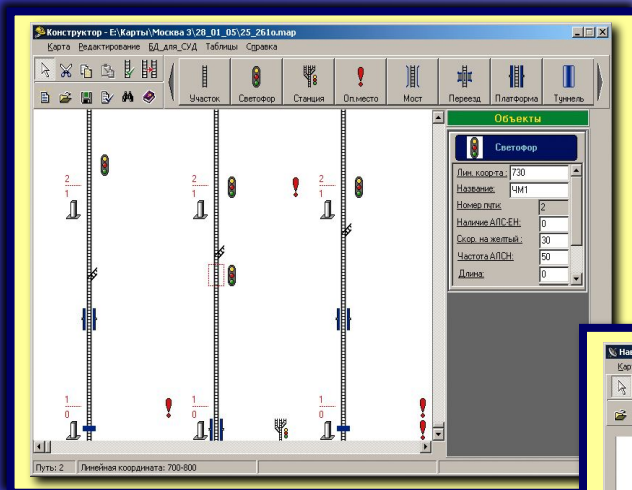 Конструктор - E:\Карты\Москва 3\28_01_05\25_261о.map
Карта Редактирование БД_для_СУД Таблицы Справка
Участок Светофор Станция Оп.место Мост Переезд Платформа Туннель
Объекты
Светофор
Лин. коор-та: 730
Название: ЧМ1
Номер пути: 2
Наличие АЛС-ЕН: 0
Скор. на желтый: 30
Частота АЛСН: 50
Длина: 0
2 2 2
1 1 1
1 1 1
0 0 0
Путь: 2 Линейная координата: 700-800